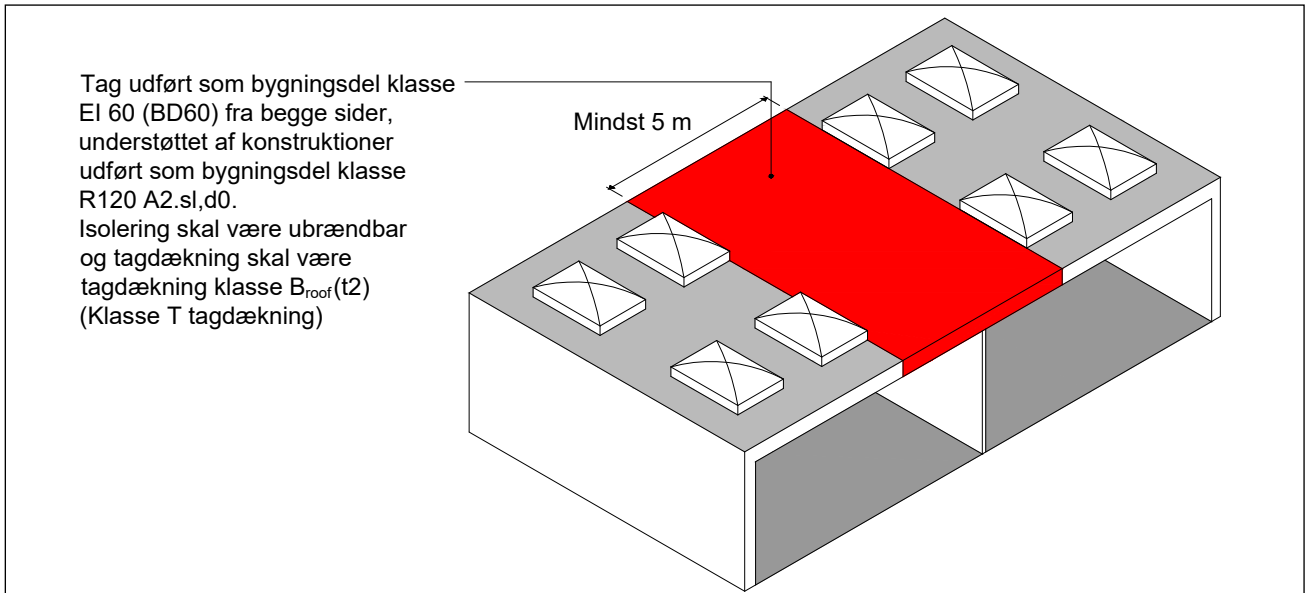 Tag udført som bygningsdel klasse
EI 60 (BD60) fra begge sider,
understøttet af konstruktioner
udført som bygningsdel klasse
R120 A2.sl,d0.
Isolering skal være ubrændbar
og tagdækning skal være
tagdækning klasse Broof(t2)
(Klasse T tagdækning)
Mindst 5 m